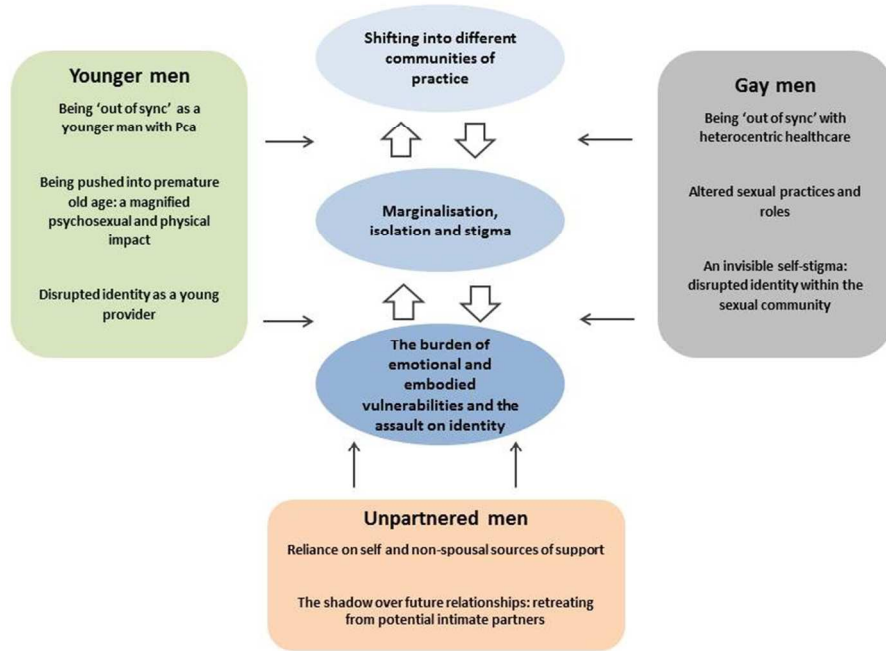 Shifting into different
communities of
practice
Younger men
Being ‘out of sync’ as a
younger man with Pca
Being pushed into premature
old age: a magnified
psychosexual and physical
impact
Disrupted identity as a young
provider
Marginalisation,
isolation and stigma
Gay men
Being ‘out of sync’ with
heterocentric healthcare
Altered sexual practices and
roles
An invisible self-stigma:
disrupted identity within the
sexual community
The burden of
emotional and
embodied
vulnerabilities and the
assault on identity
Unpartnered men
Reliance on self and non-spousal sources of support
The shadow over future relationships: retreating
from potential intimate partners